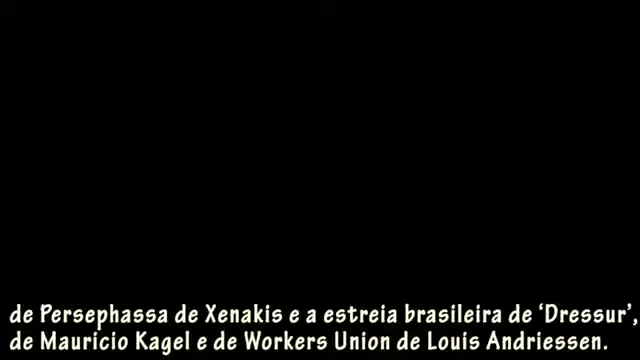 de Persephassa de Xenakis e a estreia brasileira de ‘Dressur’,
de Mauricio Kagel e de Workers Union de Louis Andriessen.